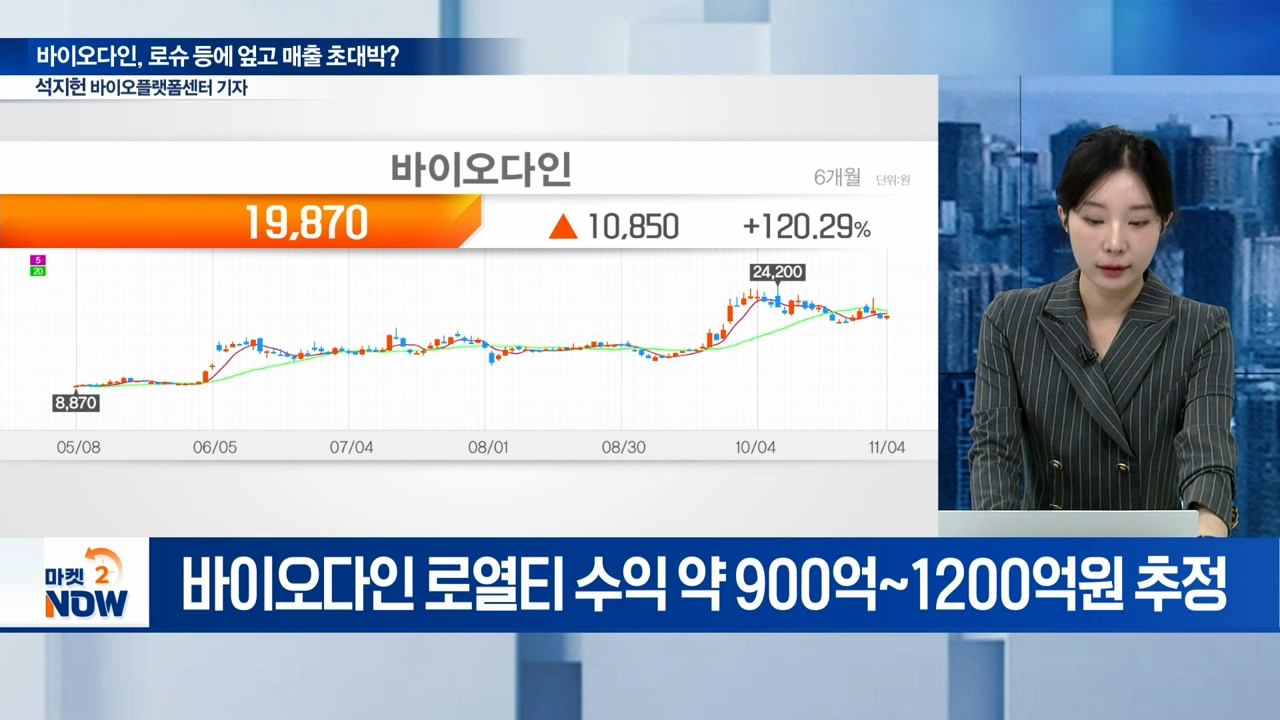 바이오다인, 로슈 등에 엎고 매출 초대박?
석지헌 바이오플랫폼센터 기자
바이오다인
6개월 단위:원
19,870 ▲ 10,850 +120.29%
5
20
24,200
8,870
05/08 06/05 07/04 08/01 08/30 10/04 11/04
마켓 2
NOW
바이오다인 로열티 수익 약 900억~1200억원 추정